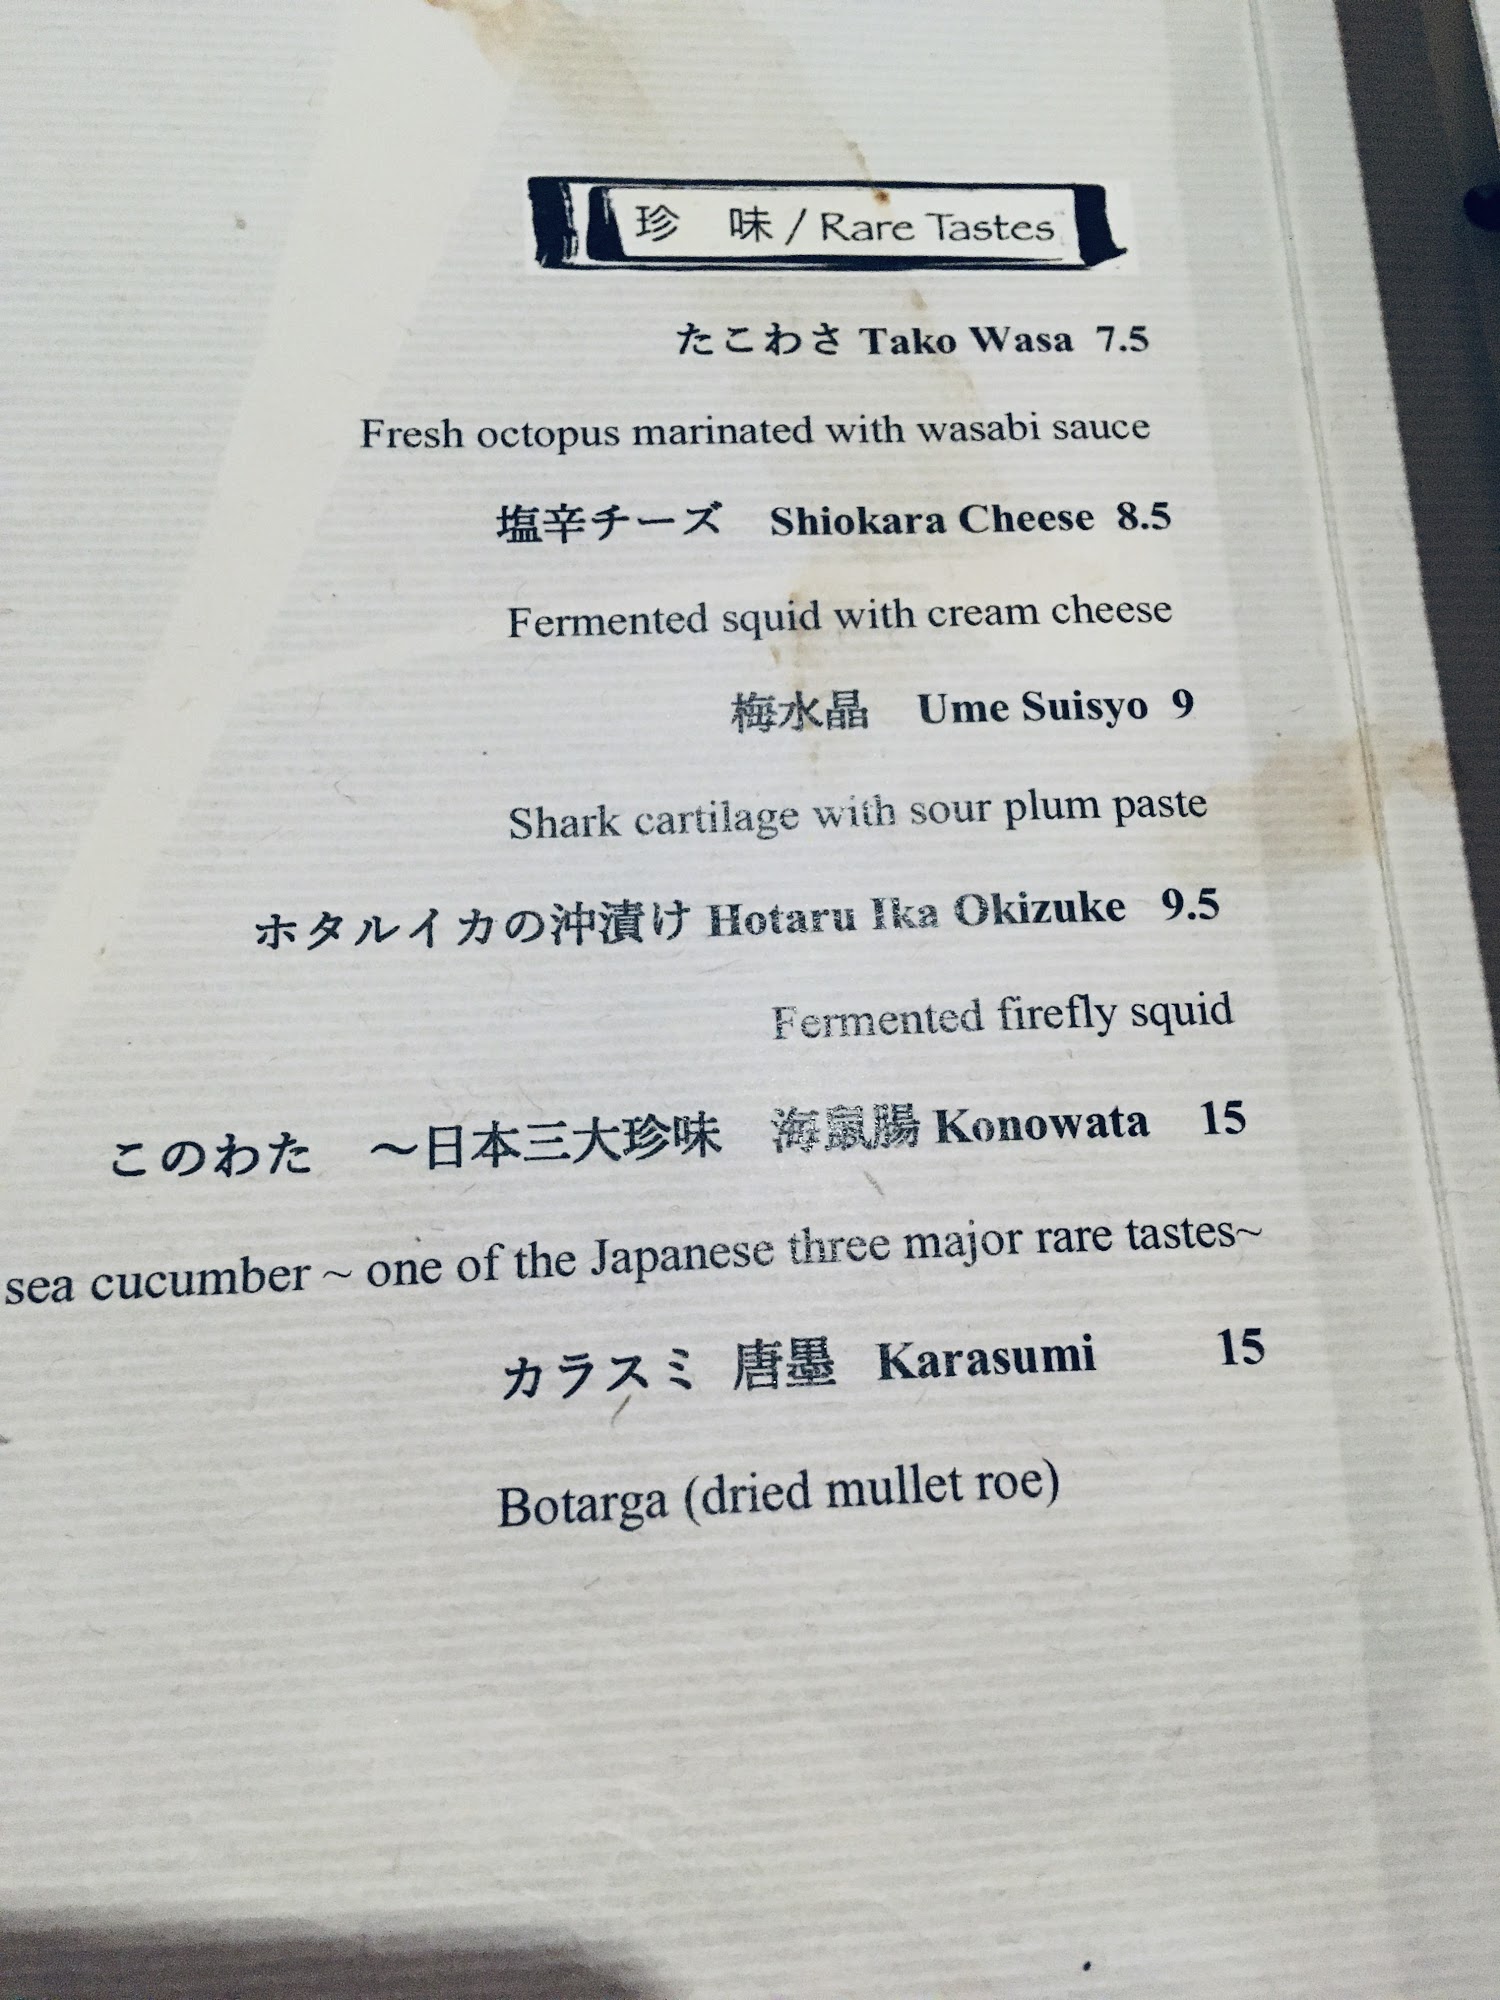 珍 味 / Rare Tastes
たこわさ Tako Wasa 7.5
Fresh octopus marinated with wasabi sauce
塩辛チーズ Shiokara Cheese 8.5
Fermented squid with cream cheese
梅水晶 Ume Suisyo 9
Shark cartilage with sour plum paste
ホタルイカの沖漬け Hotaru Ika Okizuke 9.5
Fermented firefly squid
このわた ～日本三大珍味 海鼠腸 Konowata 15
sea cucumber ~ one of the Japanese three major rare tastes~
カラスミ 唐墨 Karasumi 15
Botarga (dried mullet roe)